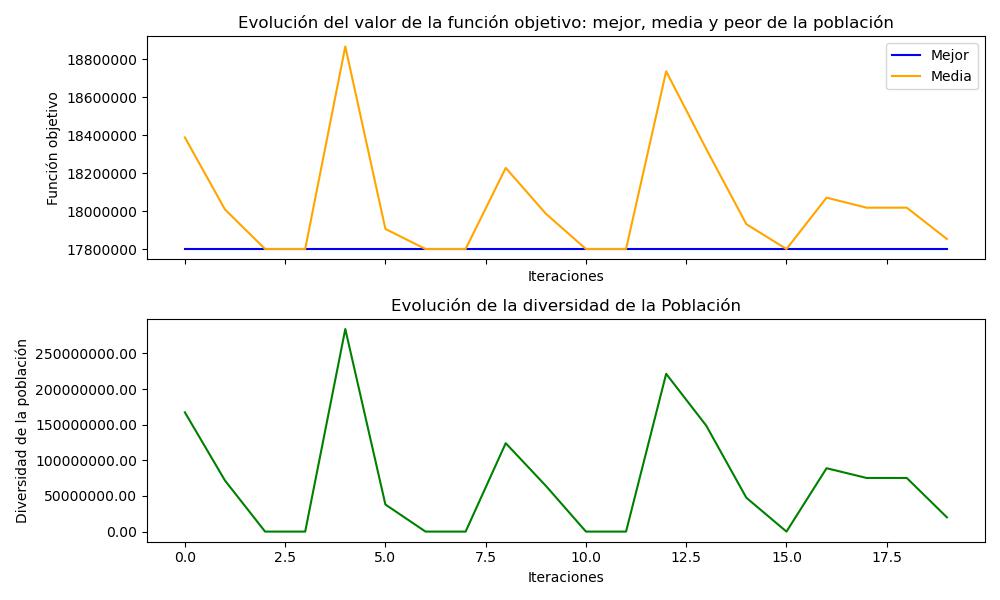 Evolución del valor de la función objetivo: mejor, media y peor de la población
Función objetivo
18800000
18600000
18400000
18200000
18000000
17800000
Mejor
Media
Iteraciones
Evolución de la diversidad de la Población
Diversidad de la población
250000000.00
200000000.00
150000000.00
100000000.00
50000000.00
0.00
0.0 2.5 5.0 7.5 10.0 12.5 15.0 17.5
Iteraciones